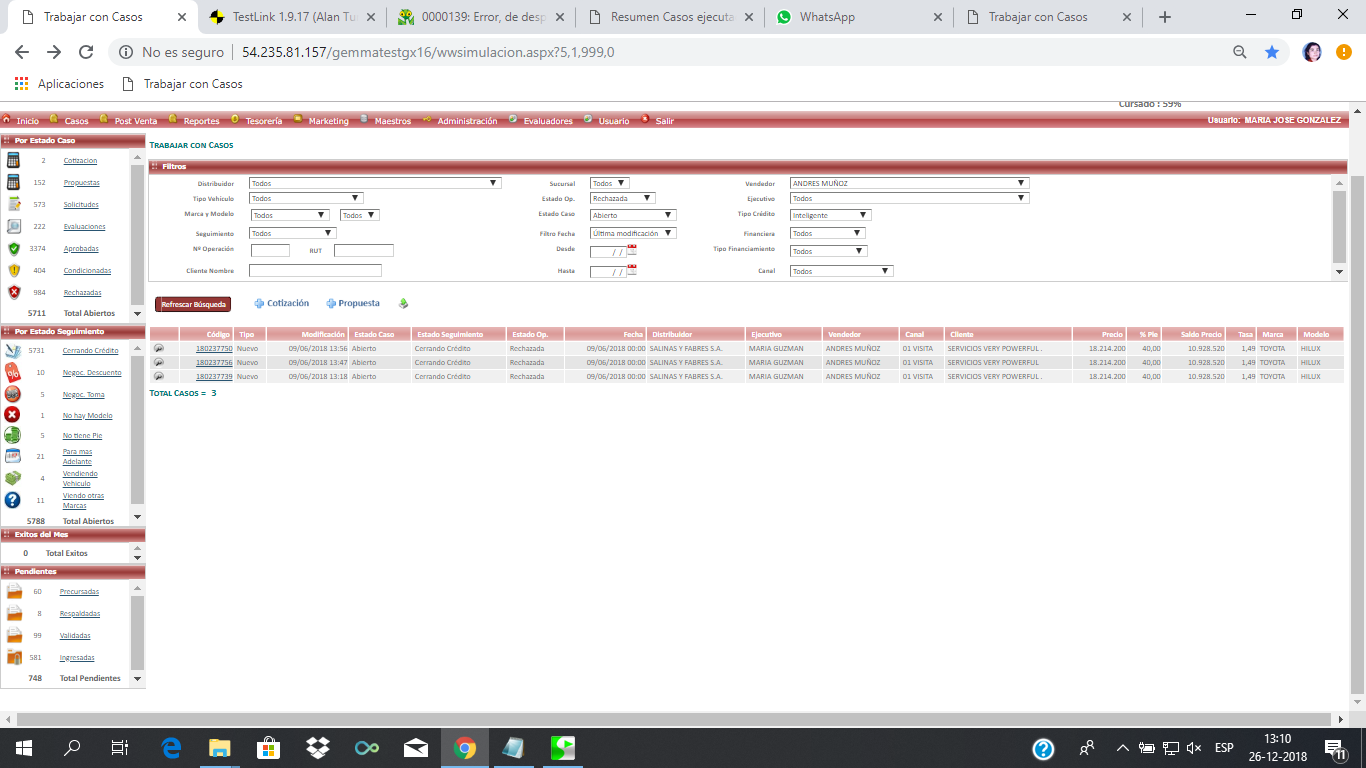 Trabajar con Casos
TestLink 1.9.17 (Alan Tu
0000139: Error, de desp
Resumen Casos ejecuta
WhatsApp
Trabajar con Casos
No es seguro | 54.235.81.157/gemmatestgx16/wwsimulacion.aspx?5,1,999,0
Aplicaciones Trabajar con Casos
Cursado : 59%
Inicio Casos Post Venta Reportes Tesorería Marketing Maestros Administración Evaluadores Usuario Salir Usuario: MARIA JOSE GONZALEZ
Por Estado Caso
2 Cotizacion
152 Propuestas
573 Solicitudes
222 Evaluaciones
3374 Aprobadas
404 Condicionadas
984 Rechazadas
5711 Total Abiertos
Por Estado Seguimiento
5731 Cerrando Crédito
10 Negoc. Descuento
5 Negoc. Toma
1 No hay Modelo
5 No tiene Pie
21 Para mas Adelante
4 Vendiendo Vehiculo
11 Viendo otras Marcas
5788 Total Abiertos
Exitos del Mes
0 Total Exitos
Pendientes
60 Precursadas
8 Respaldadas
99 Validadas
581 Ingresadas
748 Total Pendientes
Trabajar con Casos
Filtros
Distribuidor Todos Sucursal Todos Vendedor ANDRES MUÑOZ
Tipo Vehículo Todos Estado Op. Rechazada Ejecutivo Todos
Marca y Modelo Todos Todos Estado Caso Abierto Tipo Crédito Inteligente
Seguimiento Todos Filtro Fecha Última modificación Financiera Todos
Nº Operación RUT Desde / / Tipo Financiamiento Todos
Cliente Nombre Hasta / / Canal Todos
Refrescar Búsqueda Cotización Propuesta
Código Tipo Modificación Estado Caso Estado Seguimiento Estado Op. Fecha Distribuidor Ejecutivo Vendedor Canal Cliente Precio % Pie Saldo Precio Tasa Marca Modelo
180237750 Nuevo 09/06/2018 13:56 Abierto Cerrando Crédito Rechazada 09/06/2018 00:00 SALINAS Y FABRES S.A. MARIA GUZMAN ANDRES MUÑOZ 01 VISITA SERVICIOS VERY POWERFUL . 18.214.200 40,00 10.928.520 1,49 TOYOTA HILUX
180237756 Nuevo 09/06/2018 13:47 Abierto Cerrando Crédito Rechazada 09/06/2018 00:00 SALINAS Y FABRES S.A. MARIA GUZMAN ANDRES MUÑOZ 01 VISITA SERVICIOS VERY POWERFUL . 18.214.200 40,00 10.928.520 1,49 TOYOTA HILUX
180237739 Nuevo 09/06/2018 13:18 Abierto Cerrando Crédito Rechazada 09/06/2018 00:00 SALINAS Y FABRES S.A. MARIA GUZMAN ANDRES MUÑOZ 01 VISITA SERVICIOS VERY POWERFUL . 18.214.200 40,00 10.928.520 1,49 TOYOTA HILUX
Total Casos = 3
ESP
13:10
26-12-2018
11